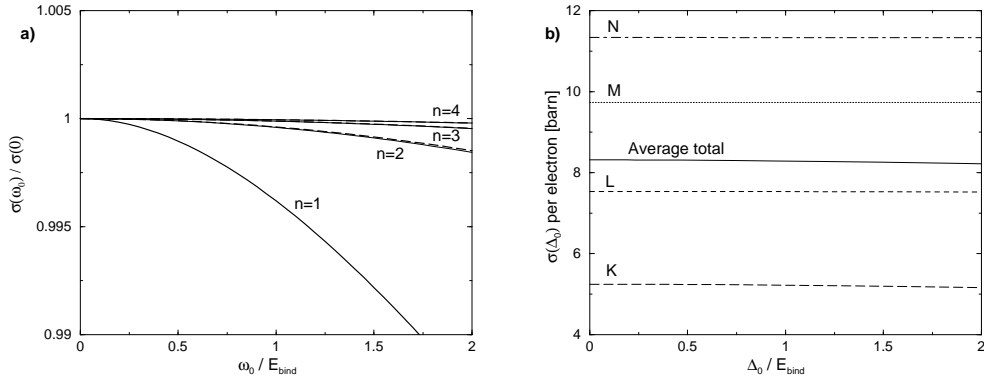 a)
1.005
1
0.995
0.99
σ(ω₀) / σ(0)
n=4
n=3
n=2
n=1
0
0.5
1
1.5
2
ω₀ / E_bind
b)
12
10
8
6
4
σ(Δ₀) per electron [barn]
N
M
Average total
L
K
0
0.5
1
1.5
2
Δ₀ / E_bind